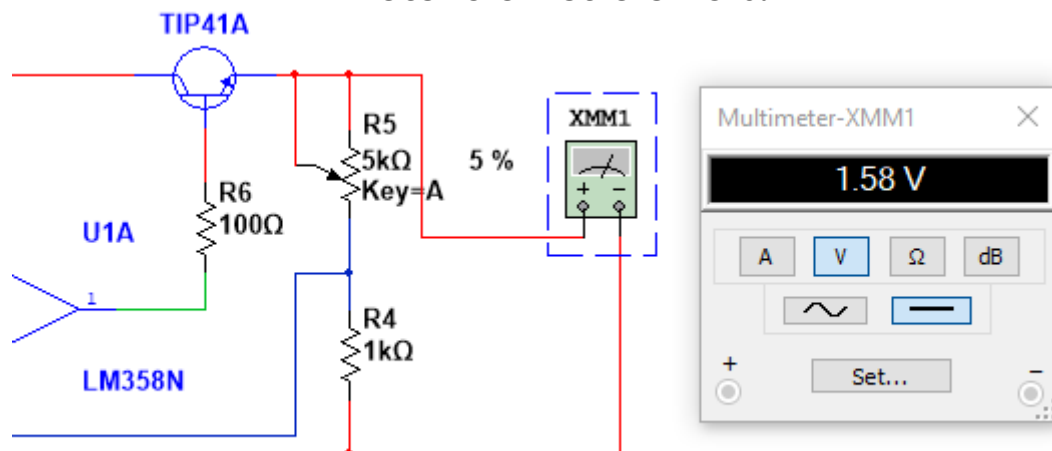 TIP41A
R5
5kΩ
Key=A
5 %
XMM1
R6
100Ω
U1A
1
LM358N
R4
1kΩ
Multimeter-XMM1
1.58 V
A
V
Ω
dB
Set...
+
−